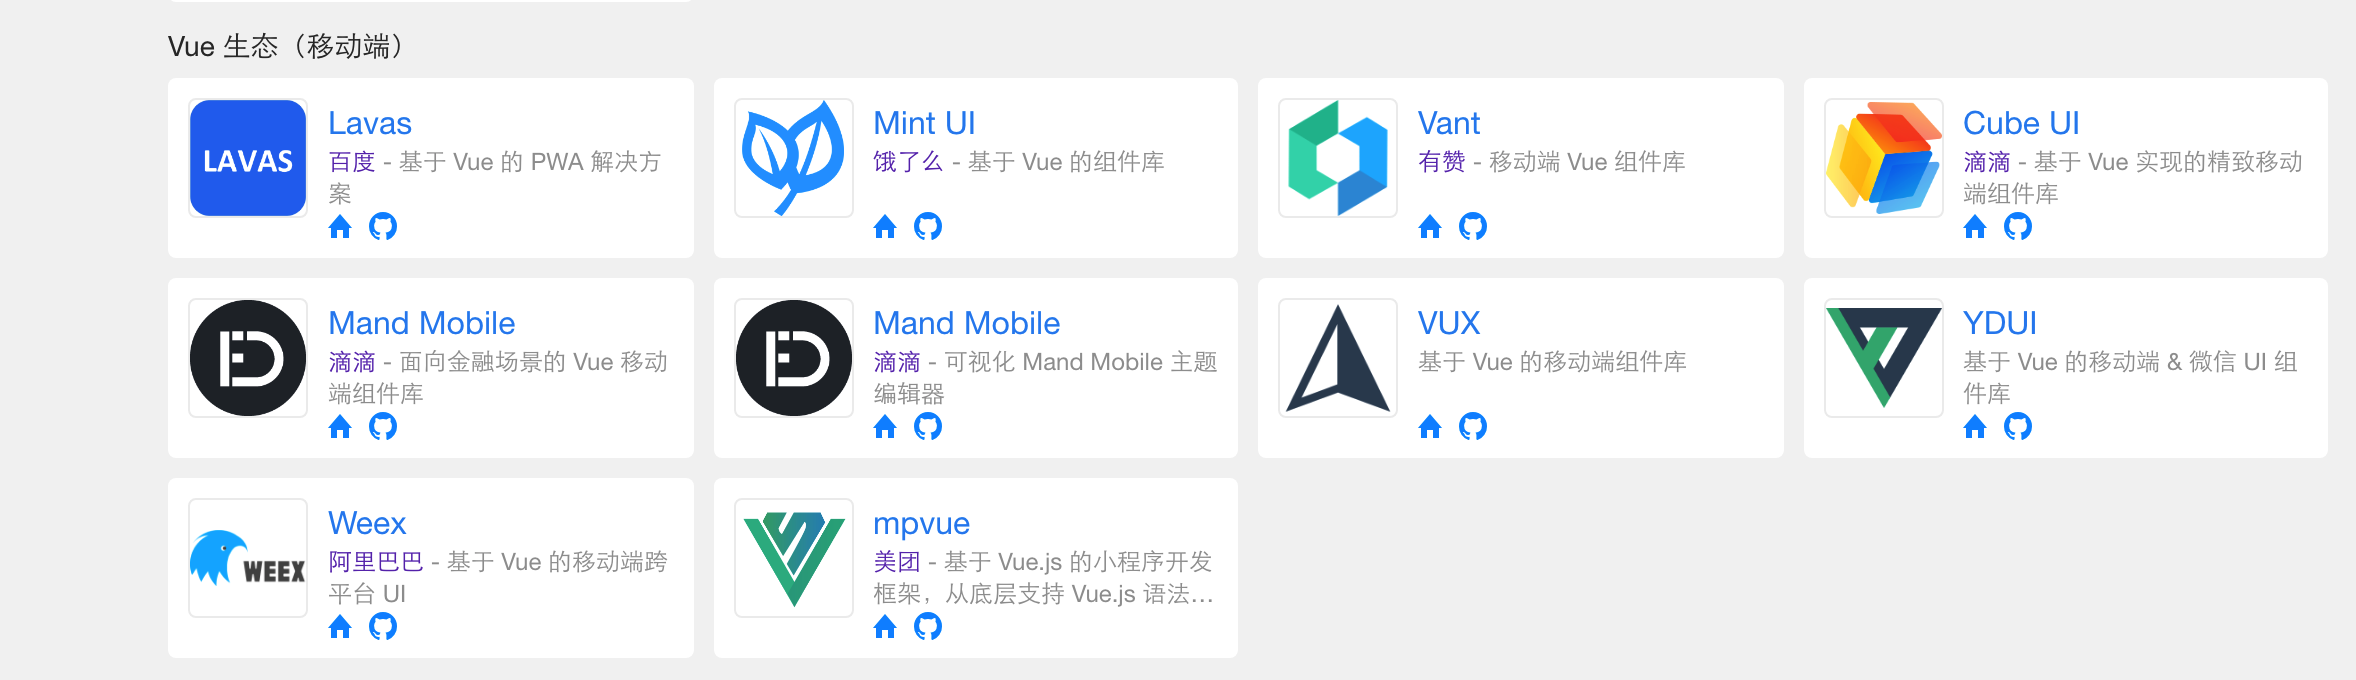 Vue 生态（移动端）
LAVAS
Lavas
百度 - 基于 Vue 的 PWA 解决方
案
Mint UI
饿了么 - 基于 Vue 的组件库
Vant
有赞 - 移动端 Vue 组件库
Cube UI
滴滴 - 基于 Vue 实现的精致移动
端组件库
Mand Mobile
滴滴 - 面向金融场景的 Vue 移动
端组件库
Mand Mobile
滴滴 - 可视化 Mand Mobile 主题
编辑器
VUX
基于 Vue 的移动端组件库
YDUI
基于 Vue 的移动端 & 微信 UI 组
件库
WEEX
Weex
阿里巴巴 - 基于 Vue 的移动端跨
平台 UI
mpvue
美团 - 基于 Vue.js 的小程序开发
框架，从底层支持 Vue.js 语法...